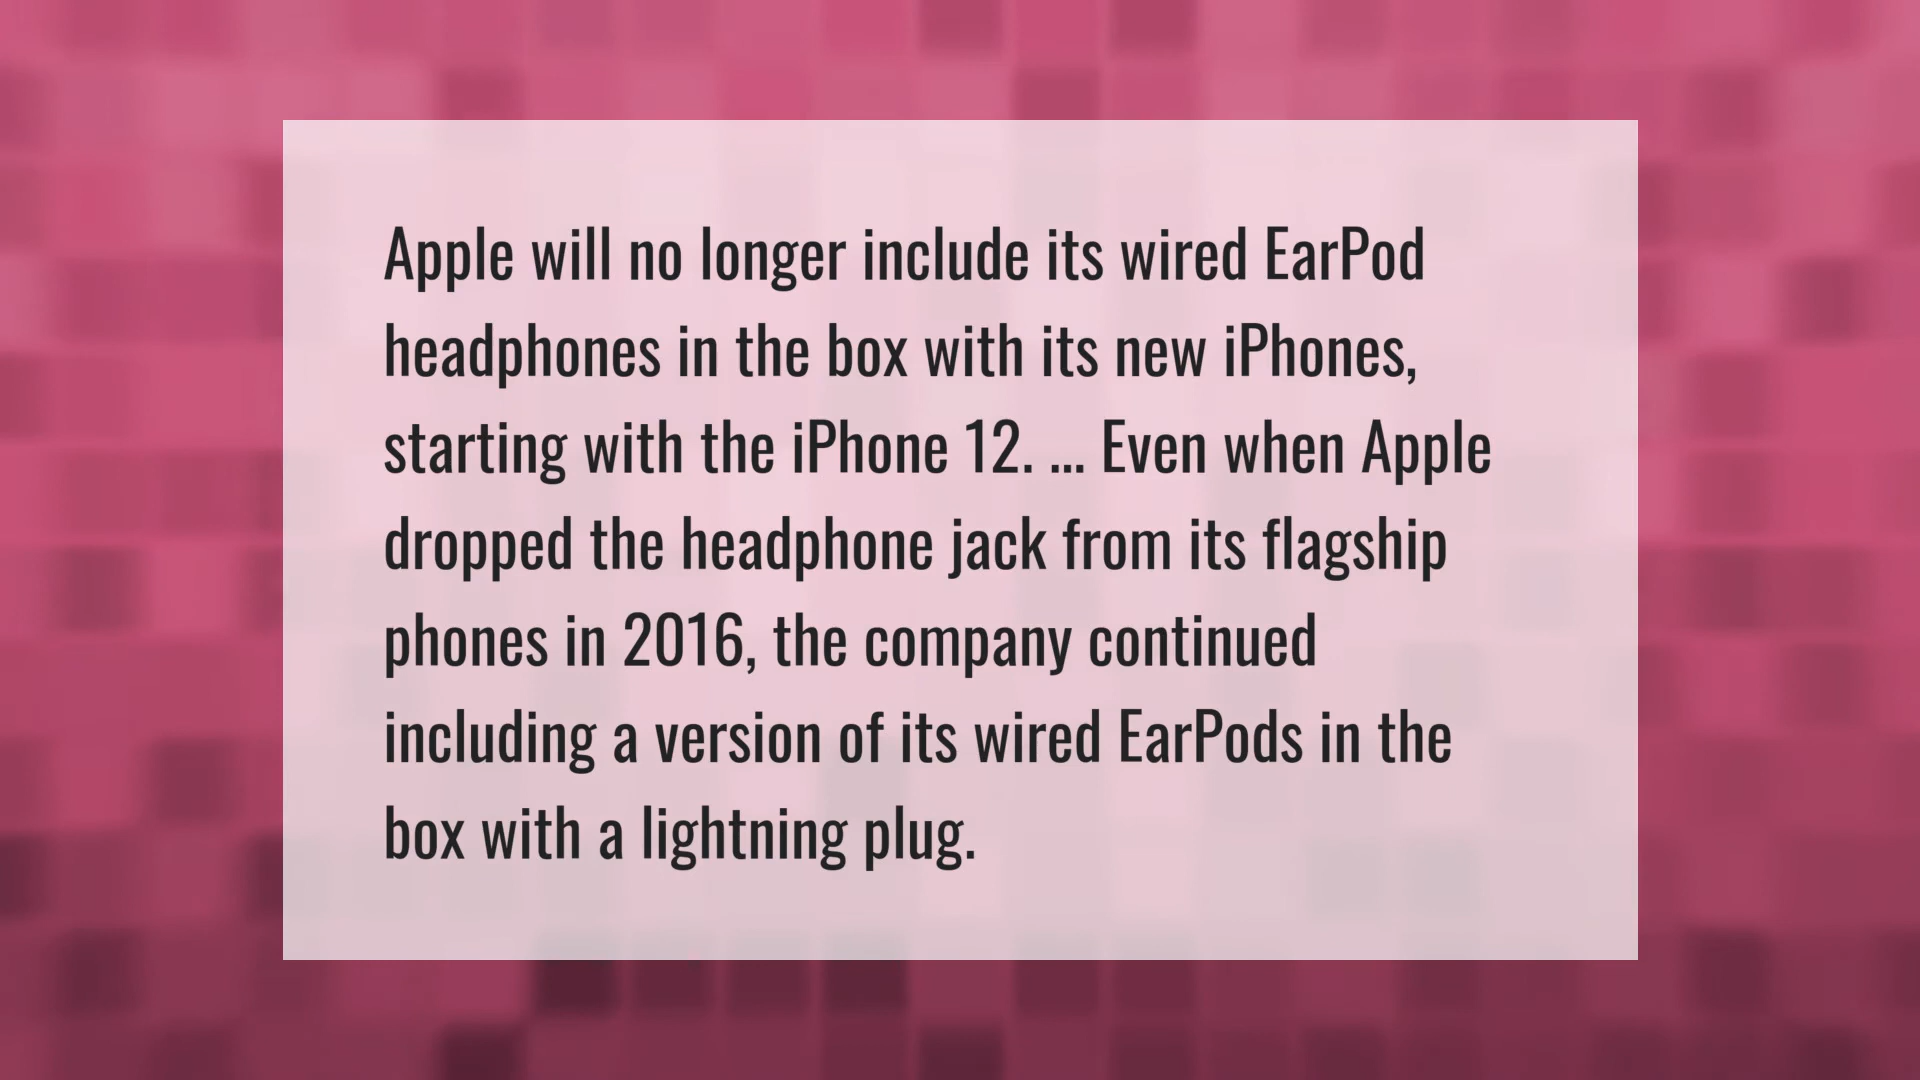 Apple will no longer include its wired EarPod
headphones in the box with its new iPhones,
starting with the iPhone 12. ... Even when Apple
dropped the headphone jack from its flagship
phones in 2016, the company continued
including a version of its wired EarPods in the
box with a lightning plug.